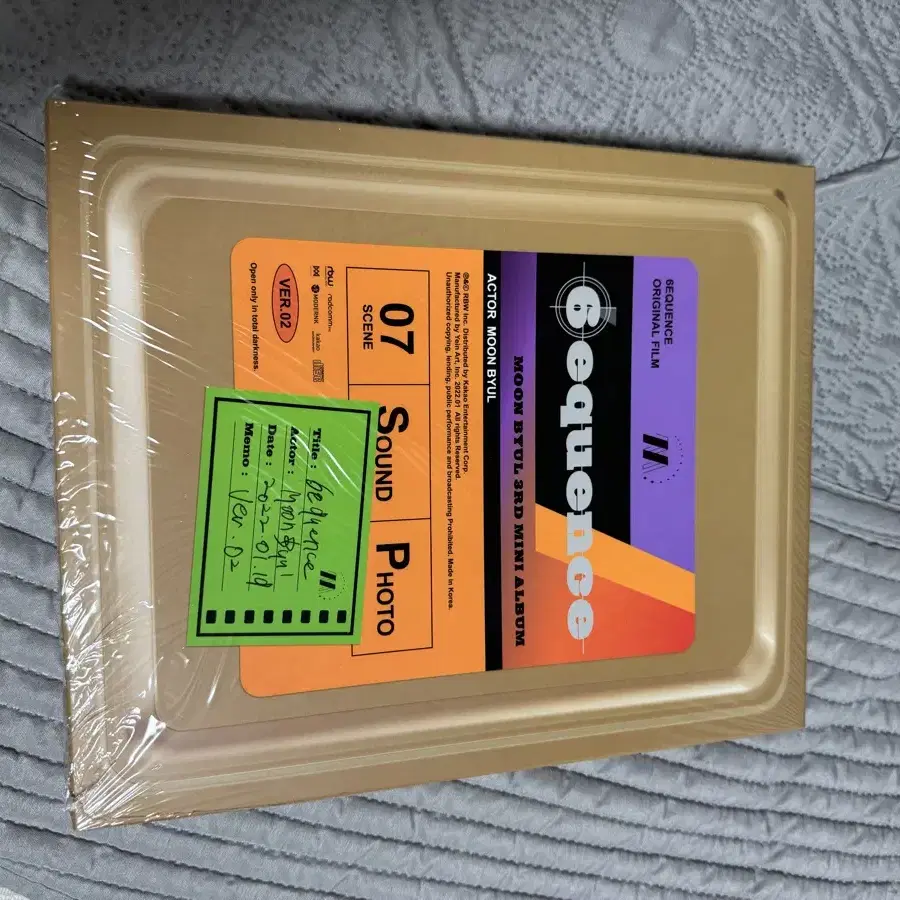 6EQUENCE
ORIGINAL FILM
6equence
MOON BYUL 3RD MINI ALBUM
ACTOR MOON BYUL
℗&© RBW Inc. Distributed by Kakao Entertainment Corp.
Manufactured by Yein Art, Inc. 2022.01 All rights Reserved.
Unauthorized copying, lending, public performance and broadcasting Prohibited. Made in Korea.
07
SCENE
SOUND
PHOTO
rbw
MODERNK
kakao
VER.02
Open only in total darkness.
Title : 6equence
Actor : Moon Byul
Date : 2022.01.19
Memo : Ver.02